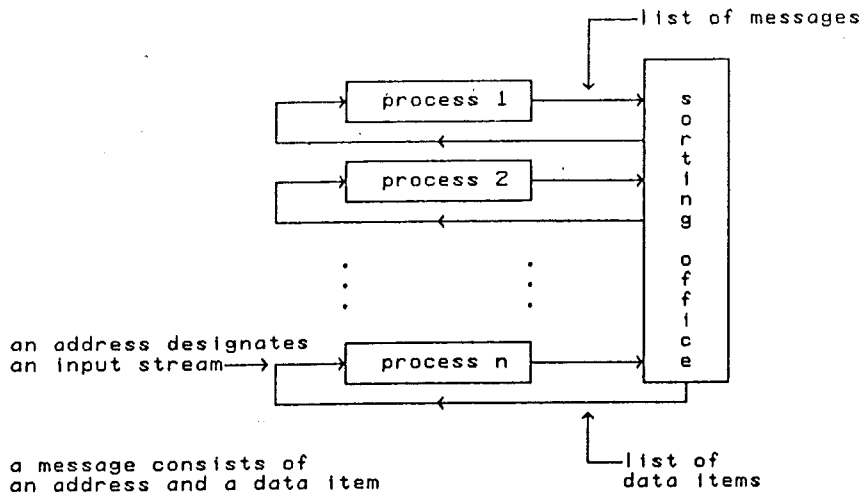 list of messages
process 1
sorting office
process 2
an address designates
an input stream
process n
a message consists of
an address and a data item
list of
data items